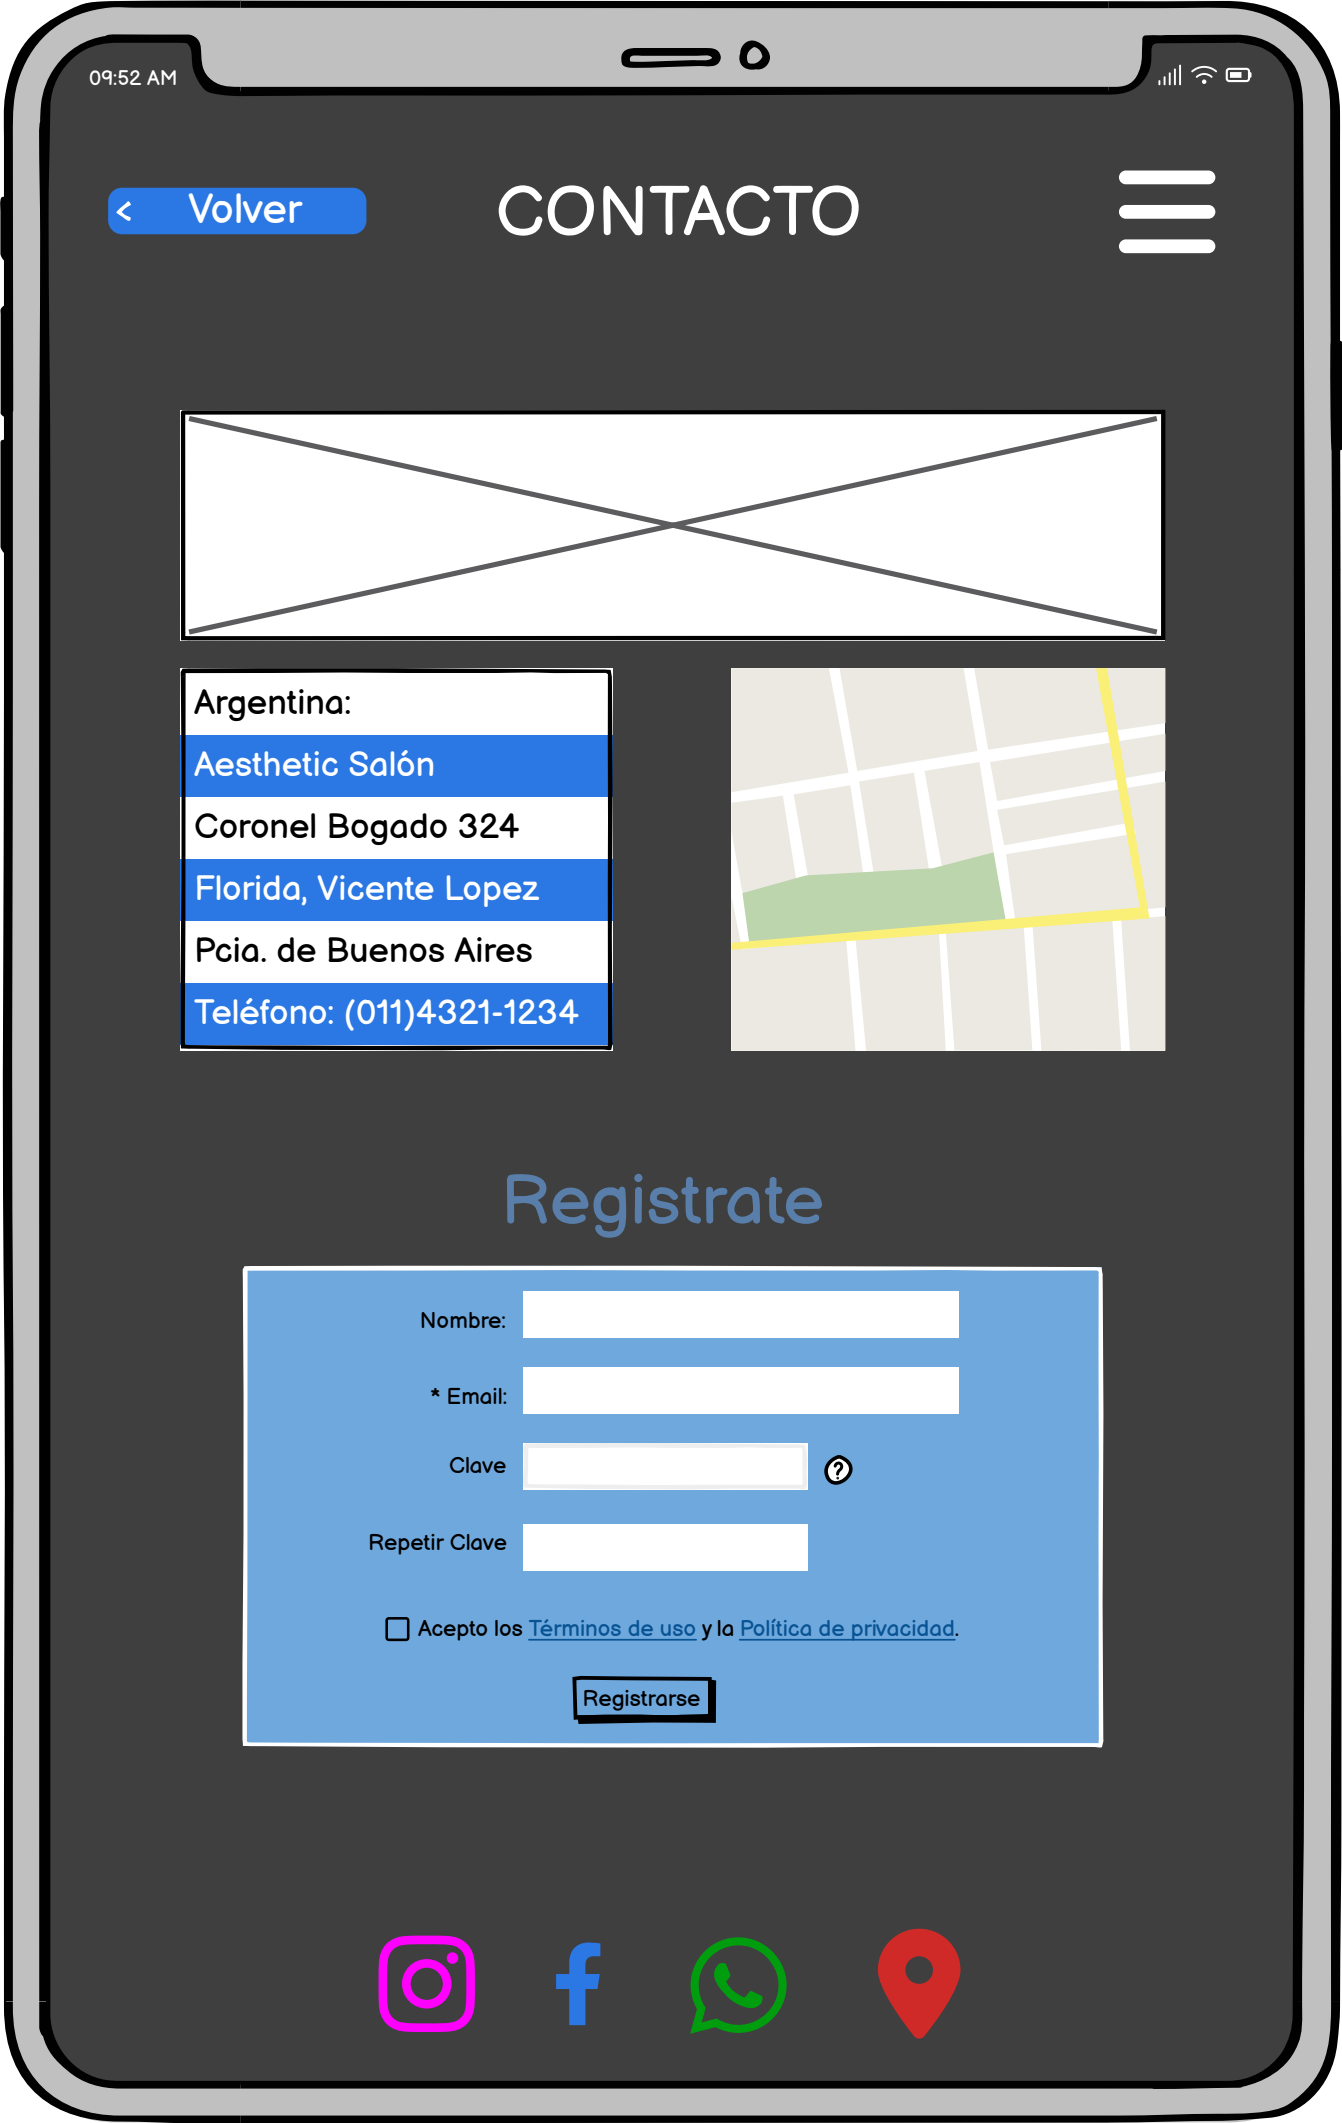 09:52 AM
< Volver
CONTACTO
Argentina:
Aesthetic Salón
Coronel Bogado 324
Florida, Vicente Lopez
Pcia. de Buenos Aires
Teléfono: (011)4321-1234
Registrate
Nombre:
* Email:
Clave
?
Repetir Clave
Acepto los Términos de uso y la Política de privacidad.
Registrarse